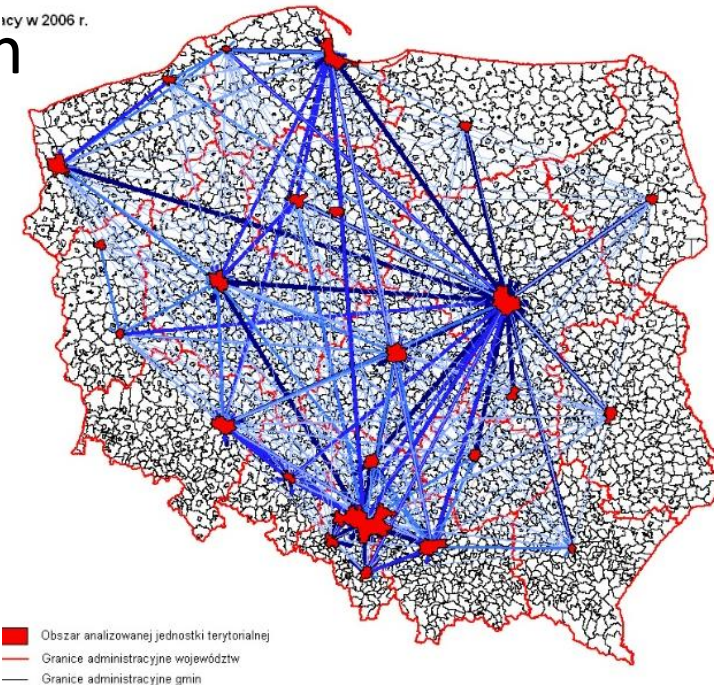 acy w 2006 r.
n
Obszar analizowanej jednostki terytorialnej
Granice administracyjne województw
Granice administracyjne gmin